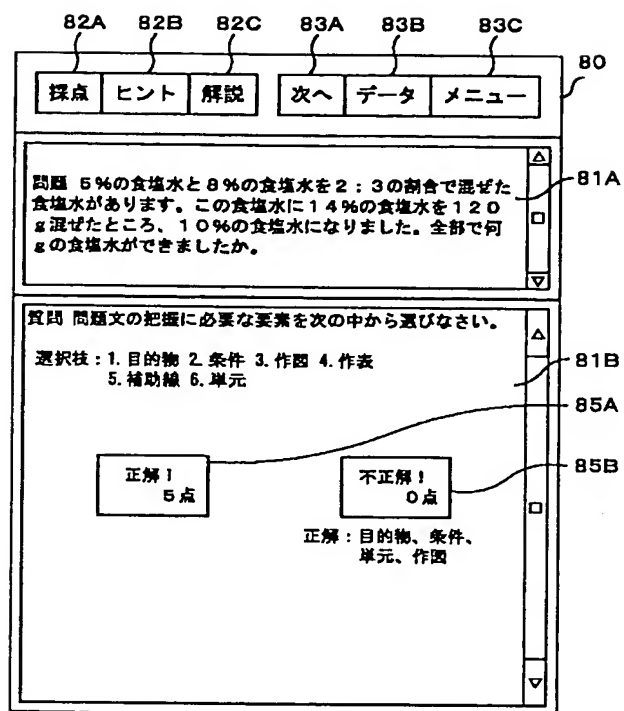 82A 82B 82C 83A 83B 83C
80
採点 ヒント 解説 次へ データ メニュー
問題 5%の食塩水と8%の食塩水を2:3の割合で混ぜた
81A
食塩水があります。この食塩水に14%の食塩水を120
g混ぜたところ、10%の食塩水になりました。全部で何
gの食塩水ができましたか。
質問 問題文の把握に必要な要素を次の中から選びなさい。
選択枝:1.目的物 2.条件 3.作図 4.作表
81B
5.補助線 6.単元
85A
正解!
5点
不正解!
0点
85B
正解:目的物、条件、
単元、作図